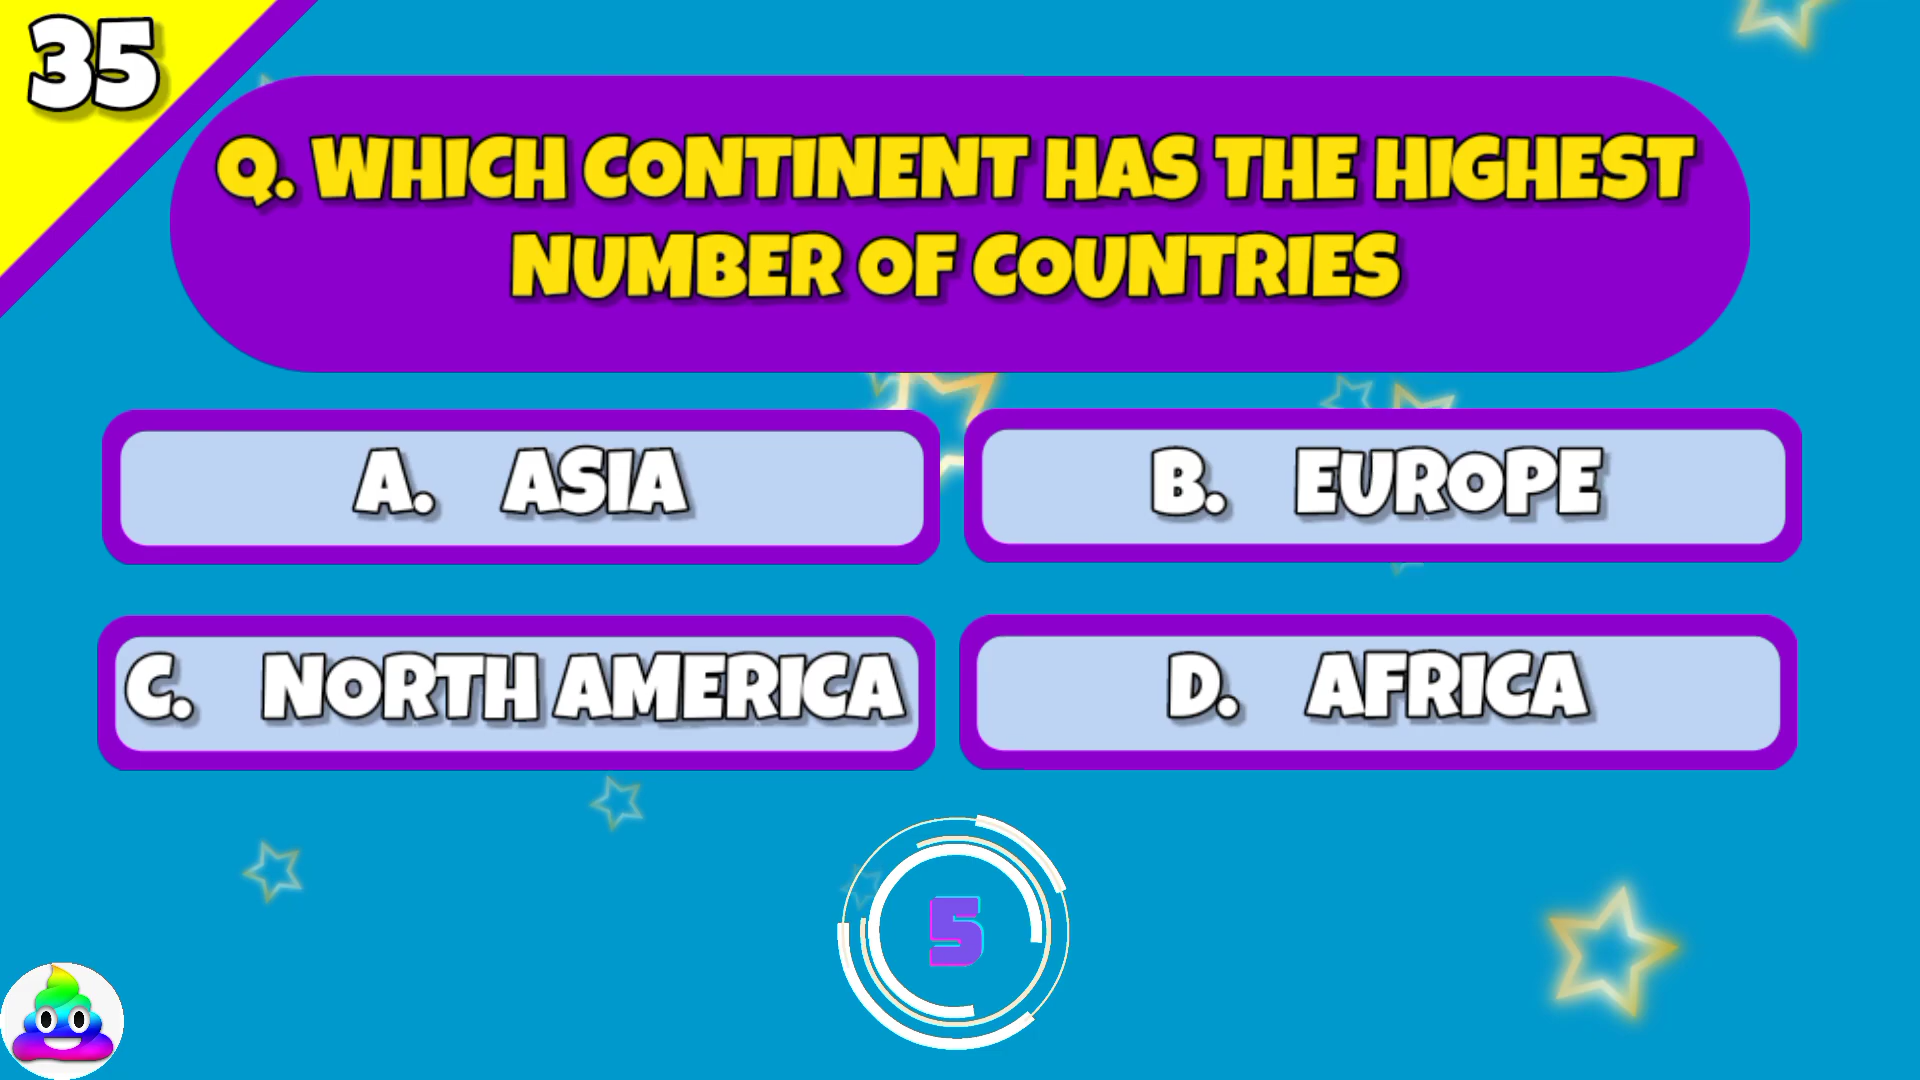 35
Q. WHICH CONTINENT HAS THE HIGHEST
NUMBER OF COUNTRIES
A. ASIA
B. EUROPE
C. NORTH AMERICA
D. AFRICA
5